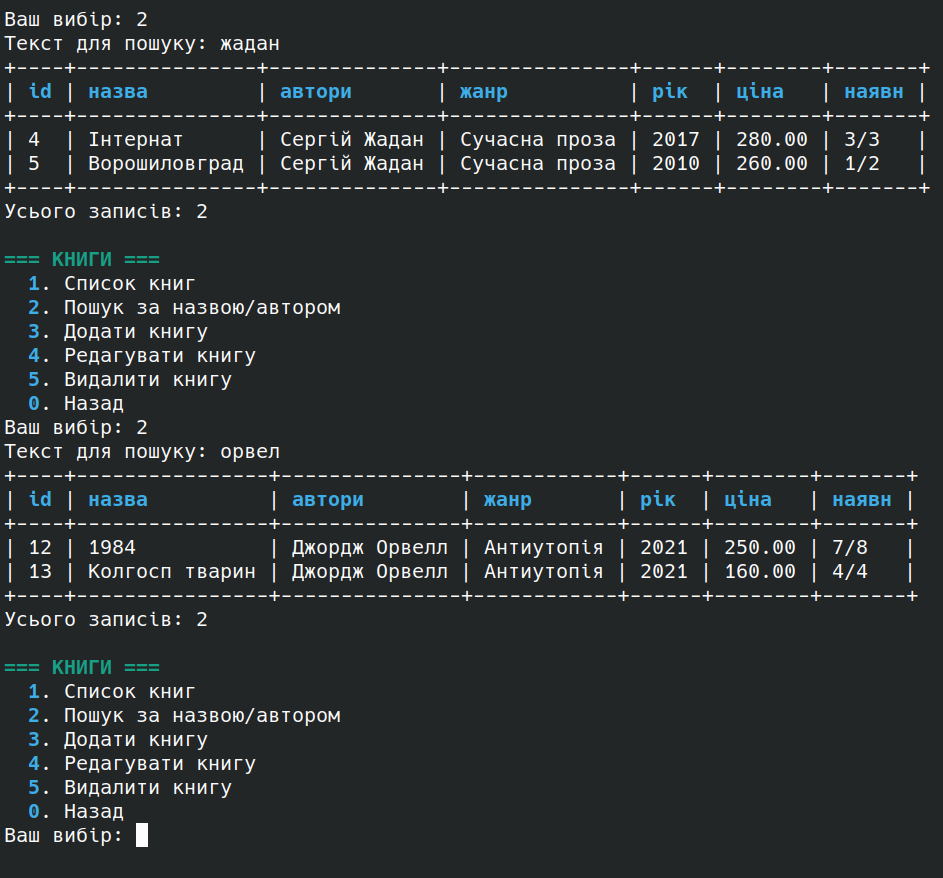 Ваш вибір: 2
Текст для пошуку: жадан
+----+---------------+--------------+---------------+------+--------+-------+
| id | назва         | автори       | жанр          | рік  | ціна   | наявн |
+----+---------------+--------------+---------------+------+--------+-------+
| 4  | Інтернат      | Сергій Жадан | Сучасна проза | 2017 | 280.00 | 3/3   |
| 5  | Ворошиловград | Сергій Жадан | Сучасна проза | 2010 | 260.00 | 1/2   |
+----+---------------+--------------+---------------+------+--------+-------+
Усього записів: 2

=== КНИГИ ===
  1. Список книг
  2. Пошук за назвою/автором
  3. Додати книгу
  4. Редагувати книгу
  5. Видалити книгу
  0. Назад
Ваш вибір: 2
Текст для пошуку: орвел
+----+----------------+---------------+------------+------+--------+-------+
| id | назва          | автори        | жанр       | рік  | ціна   | наявн |
+----+----------------+---------------+------------+------+--------+-------+
| 12 | 1984           | Джордж Орвелл | Антиутопія | 2021 | 250.00 | 7/8   |
| 13 | Колгосп тварин | Джордж Орвелл | Антиутопія | 2021 | 160.00 | 4/4   |
+----+----------------+---------------+------------+------+--------+-------+
Усього записів: 2

=== КНИГИ ===
  1. Список книг
  2. Пошук за назвою/автором
  3. Додати книгу
  4. Редагувати книгу
  5. Видалити книгу
  0. Назад
Ваш вибір: